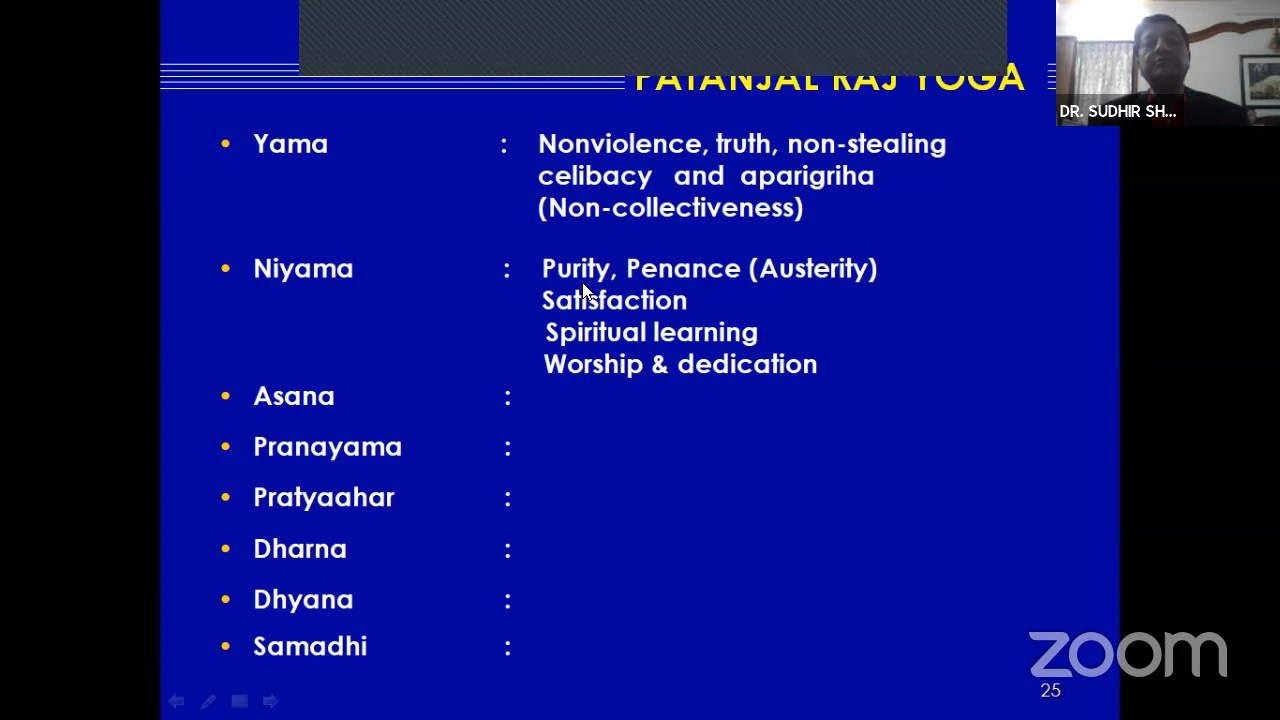 PATANJAL RAJ YOGA
DR. SUDHIR SH...
• Yama : Nonviolence, truth, non-stealing
celibacy and aparigriha
(Non-collectiveness)
• Niyama : Purity, Penance (Austerity)
Satisfaction
Spiritual learning
Worship & dedication
• Asana :
• Pranayama :
• Pratyaahar :
• Dharna :
• Dhyana :
• Samadhi :
zoom
25